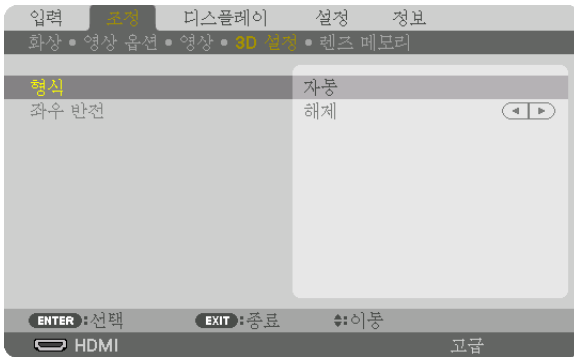 입력 조정 디스플레이 설정 정보
화상 • 영상 옵션 • 영상 • 3D 설정 • 렌즈 메모리
형식 자동
좌우 반전 해제
ENTER:선택 EXIT:종료 :이동
HDMI 고급